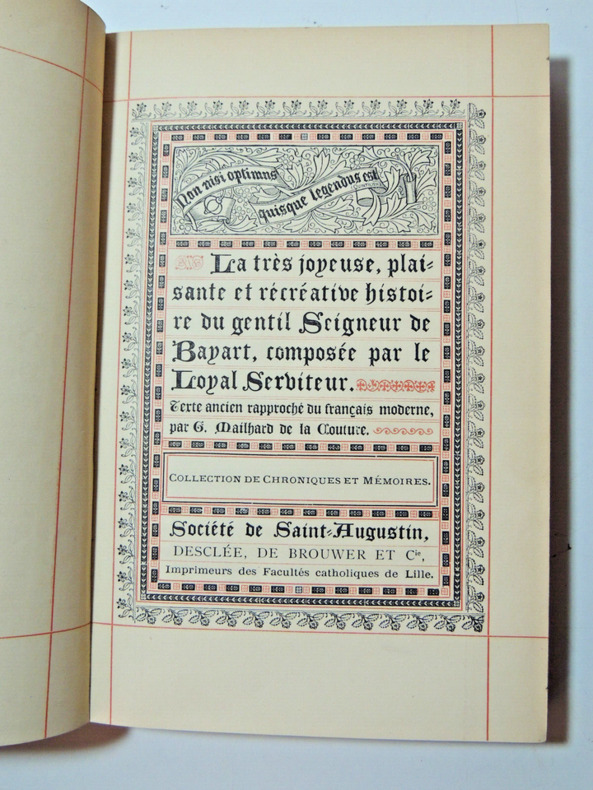 Non nisi optimus
quisque legendus est
La très joyeuse, plai-
sante et récréative histoi-
re du gentil Seigneur de
Bayart, composée par le
Loyal Serviteur.
Texte ancien rapproché du français moderne,
par G. Mailhard de la Couture.
COLLECTION DE CHRONIQUES ET MÉMOIRES.
Société de Saint-Augustin,
DESCLÉE, DE BROUWER ET Cie,
Imprimeurs des Facultés catholiques de Lille.